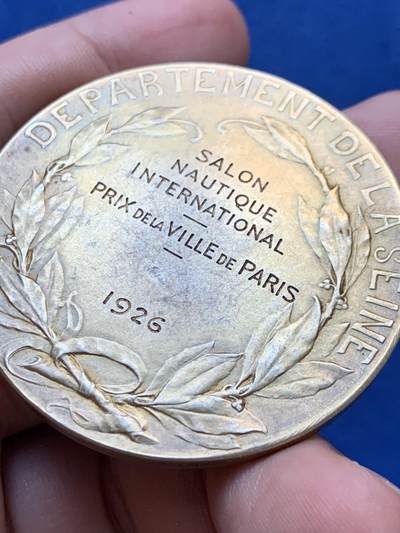 DEPARTEMENT DE LA SEINE
SALON
NAUTIQUE
INTERNATIONAL
PRIX DE LA VILLE DE PARIS
1926